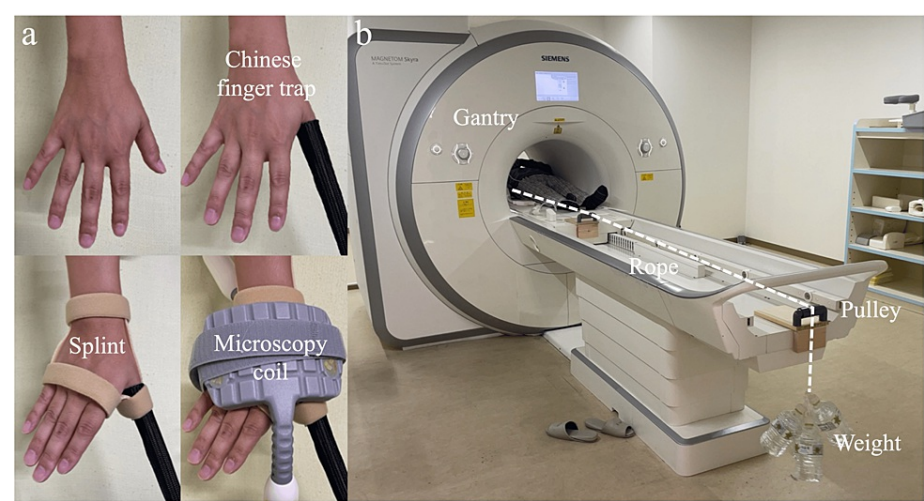 a
Chinese
finger trap
Splint
Microscopy
coil
b
MAGNETOM Skyra
SIEMENS
Gantry
Rope
Pulley
Weight